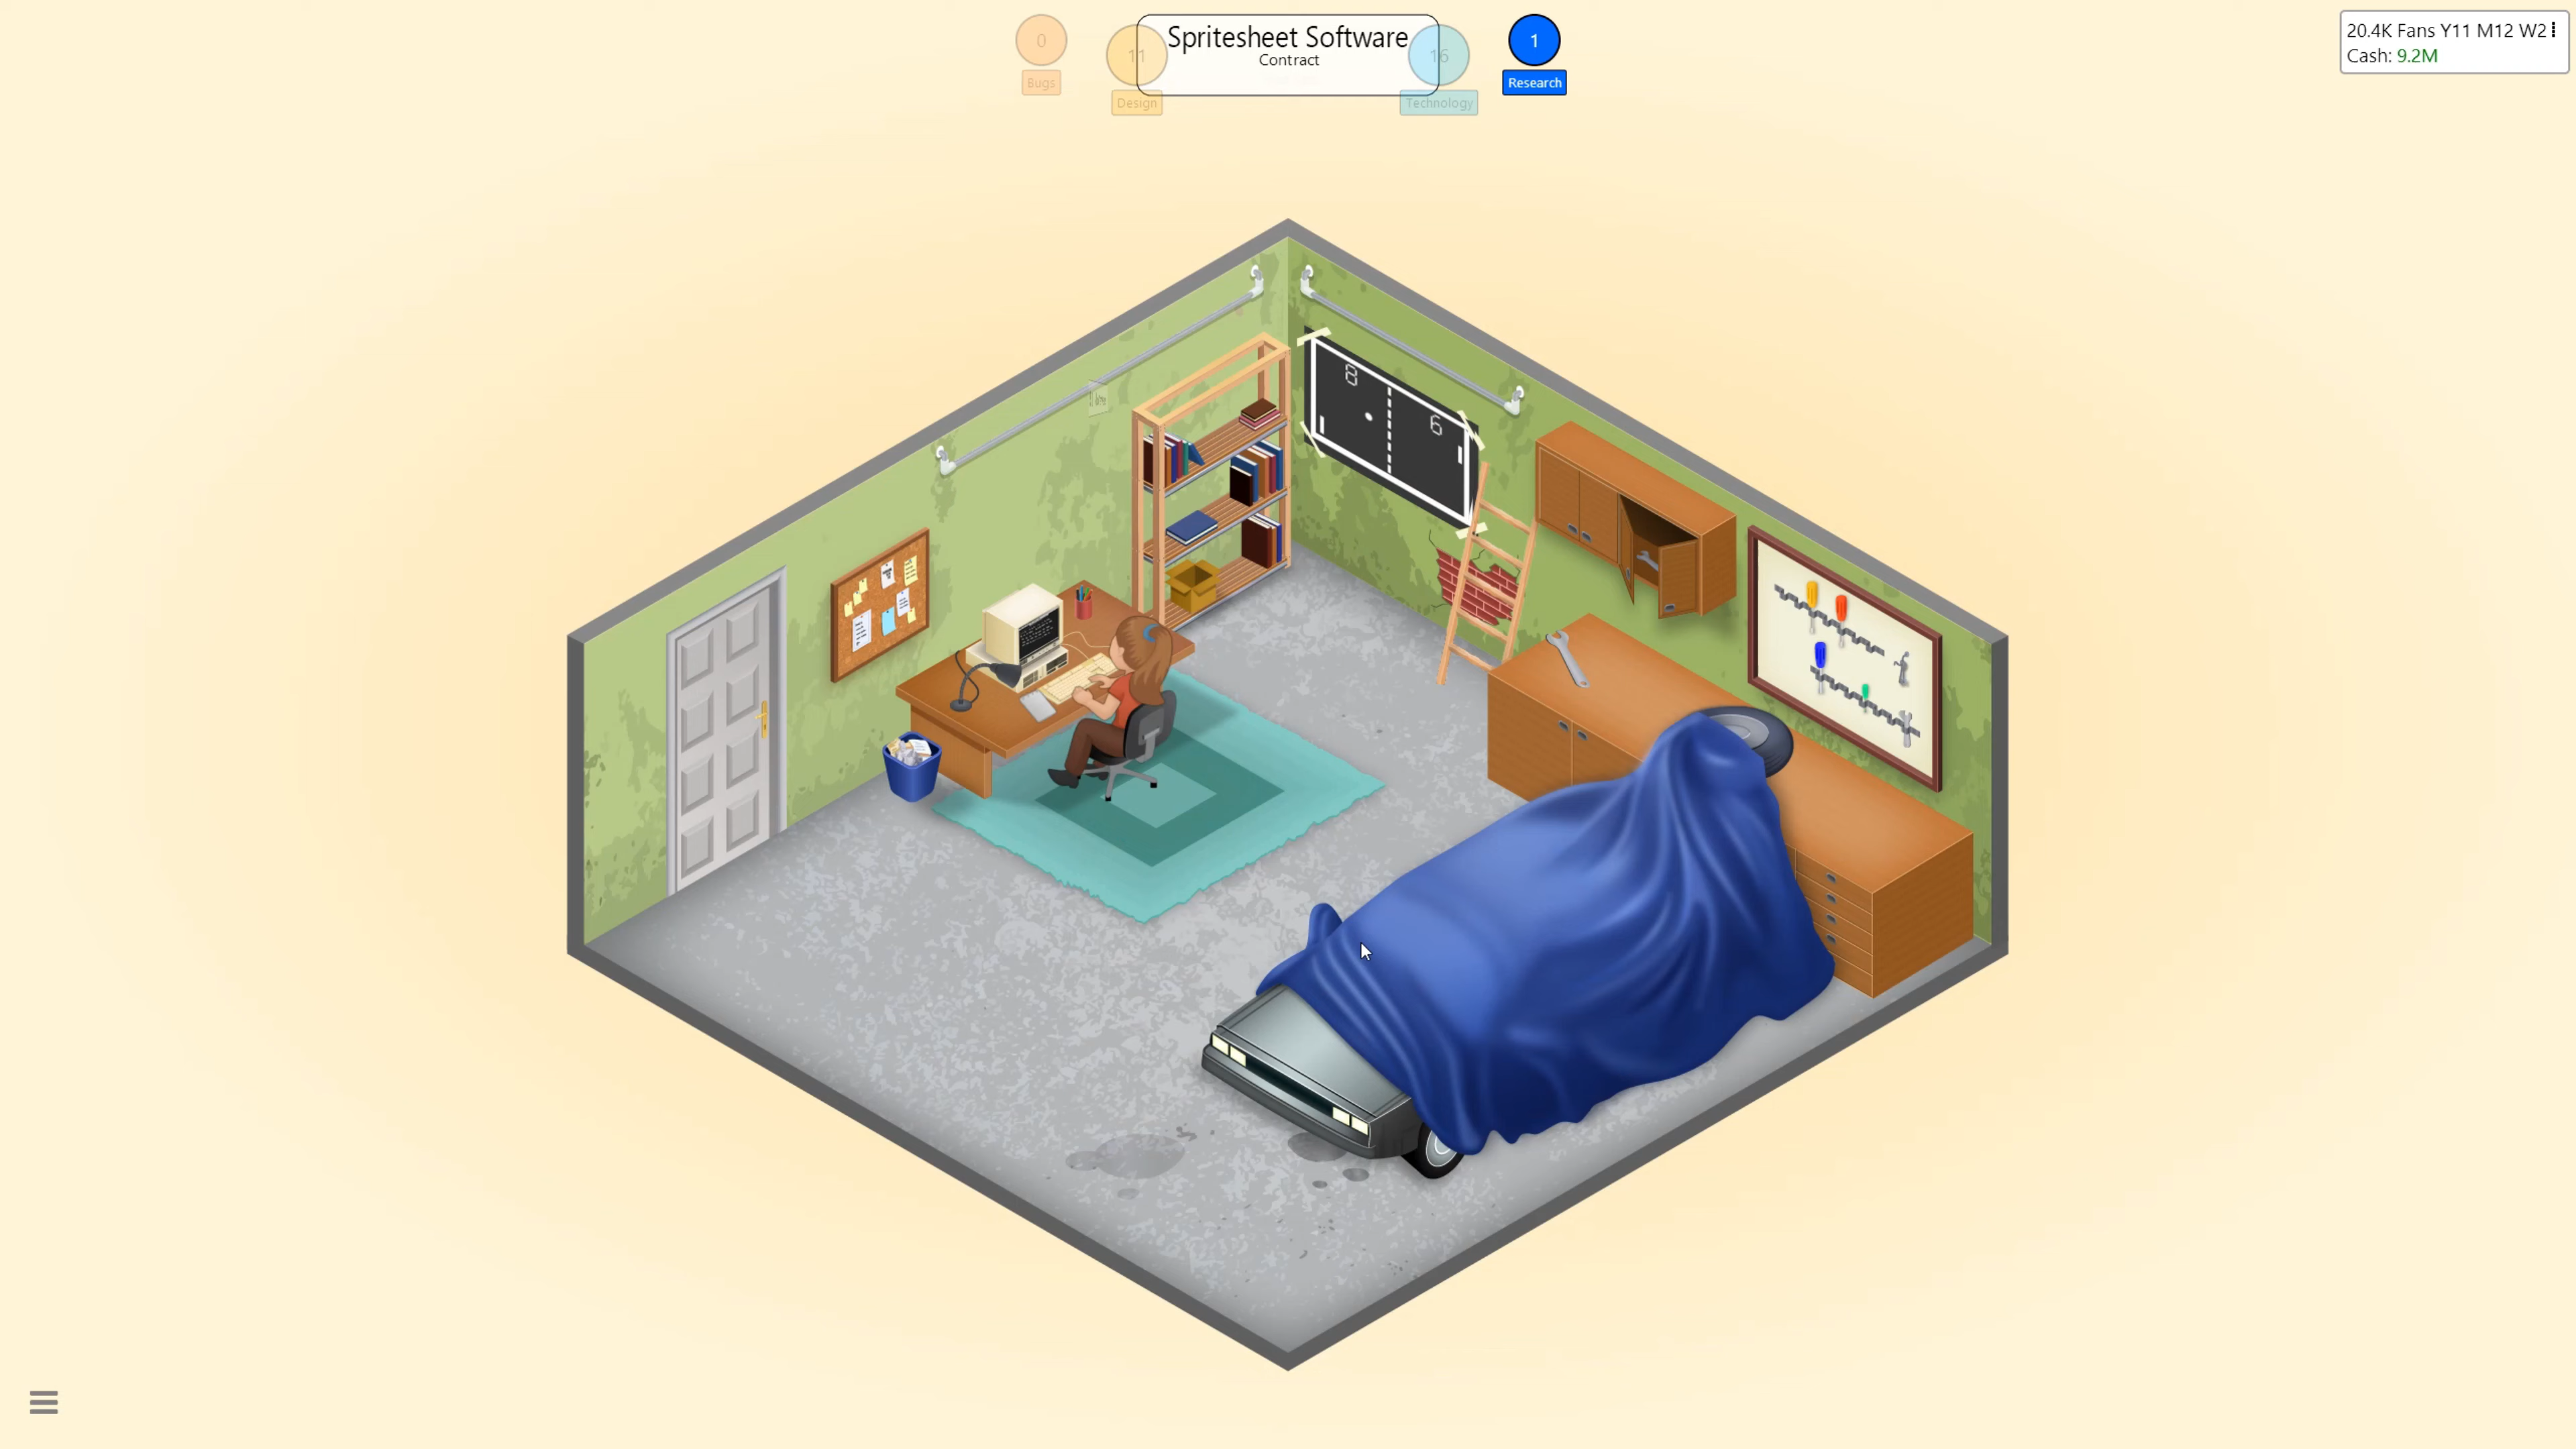 0
Bugs
11
Design
Spritesheet Software
Contract
16
Technology
1
Research
20.4K Fans Y11 M12 W2
Cash: 9.2M
8
6